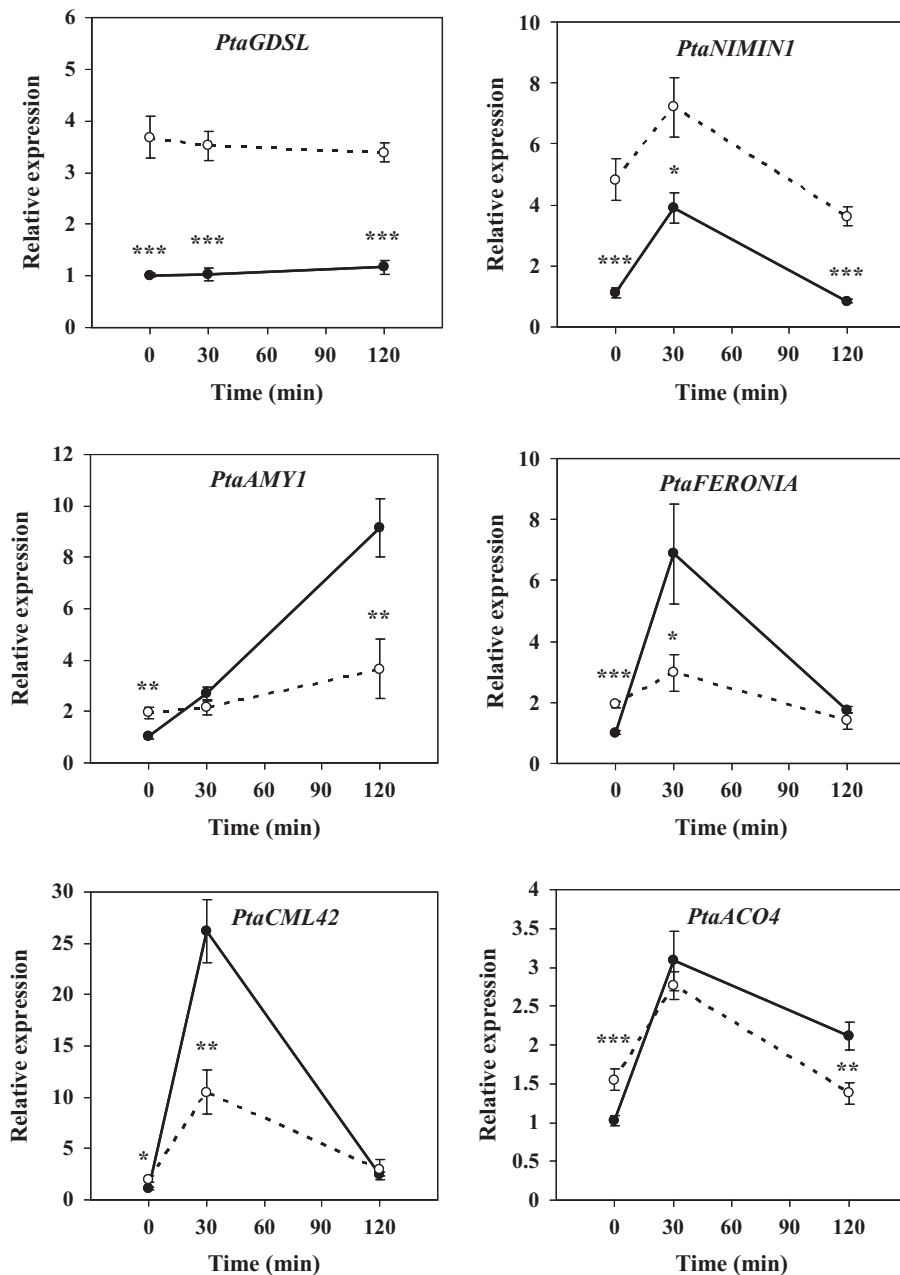 PtaGDSL
Relative expression
6
5
4
3
2
1
0
***
***
***
0 30 60 90 120
Time (min)
PtaNIMIN1
Relative expression
10
8
6
4
2
0
***
*
***
0 30 60 90 120
Time (min)
PtaAMY1
Relative expression
12
10
8
6
4
2
0
**
**
0 30 60 90 120
Time (min)
PtaFERONIA
Relative expression
10
8
6
4
2
0
***
*
0 30 60 90 120
Time (min)
PtaCML42
Relative expression
30
25
20
15
10
5
0
*
**
0 30 60 90 120
Time (min)
PtaACO4
Relative expression
4
3.5
3
2.5
2
1.5
1
0.5
0
***
**
0 30 60 90 120
Time (min)